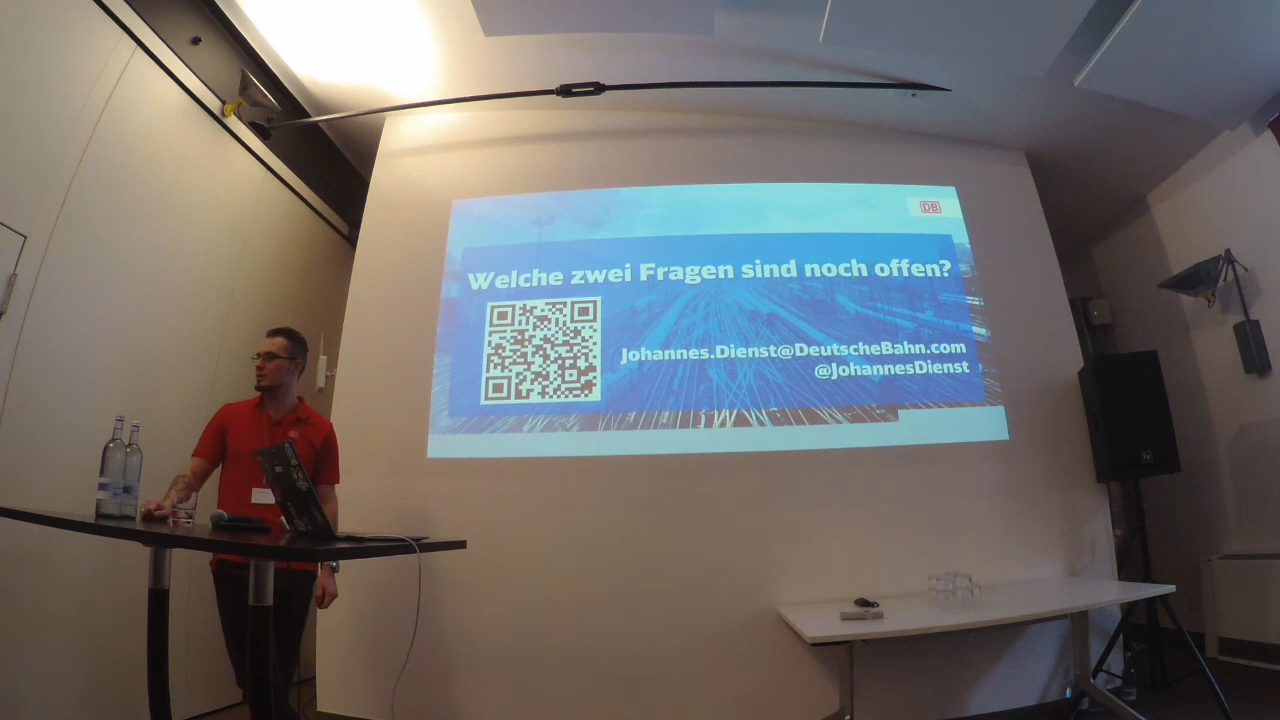 DB
Welche zwei Fragen sind noch offen?
Johannes.Dienst@DeutscheBahn.com
@JohannesDienst